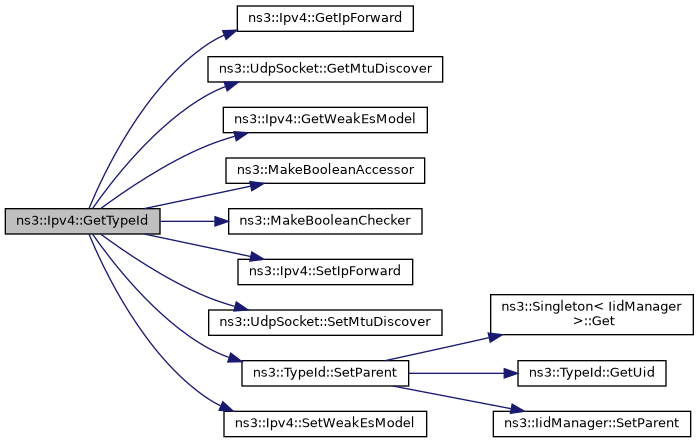 ns3::Ipv4::GetTypeId
ns3::Ipv4::GetIpForward
ns3::UdpSocket::GetMtuDiscover
ns3::Ipv4::GetWeakEsModel
ns3::MakeBooleanAccessor
ns3::MakeBooleanChecker
ns3::Ipv4::SetIpForward
ns3::UdpSocket::SetMtuDiscover
ns3::TypeId::SetParent
ns3::Ipv4::SetWeakEsModel
ns3::Singleton< IidManager
>::Get
ns3::TypeId::GetUid
ns3::IidManager::SetParent